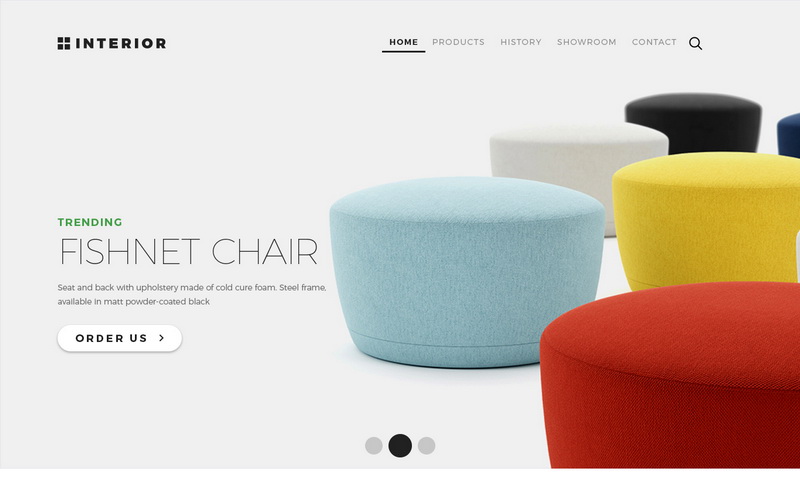 INTERIOR
HOME PRODUCTS HISTORY SHOWROOM CONTACT
TRENDING
FISHNET CHAIR
Seat and back with upholstery made of cold cure foam. Steel frame,
available in matt powder-coated black
ORDER US